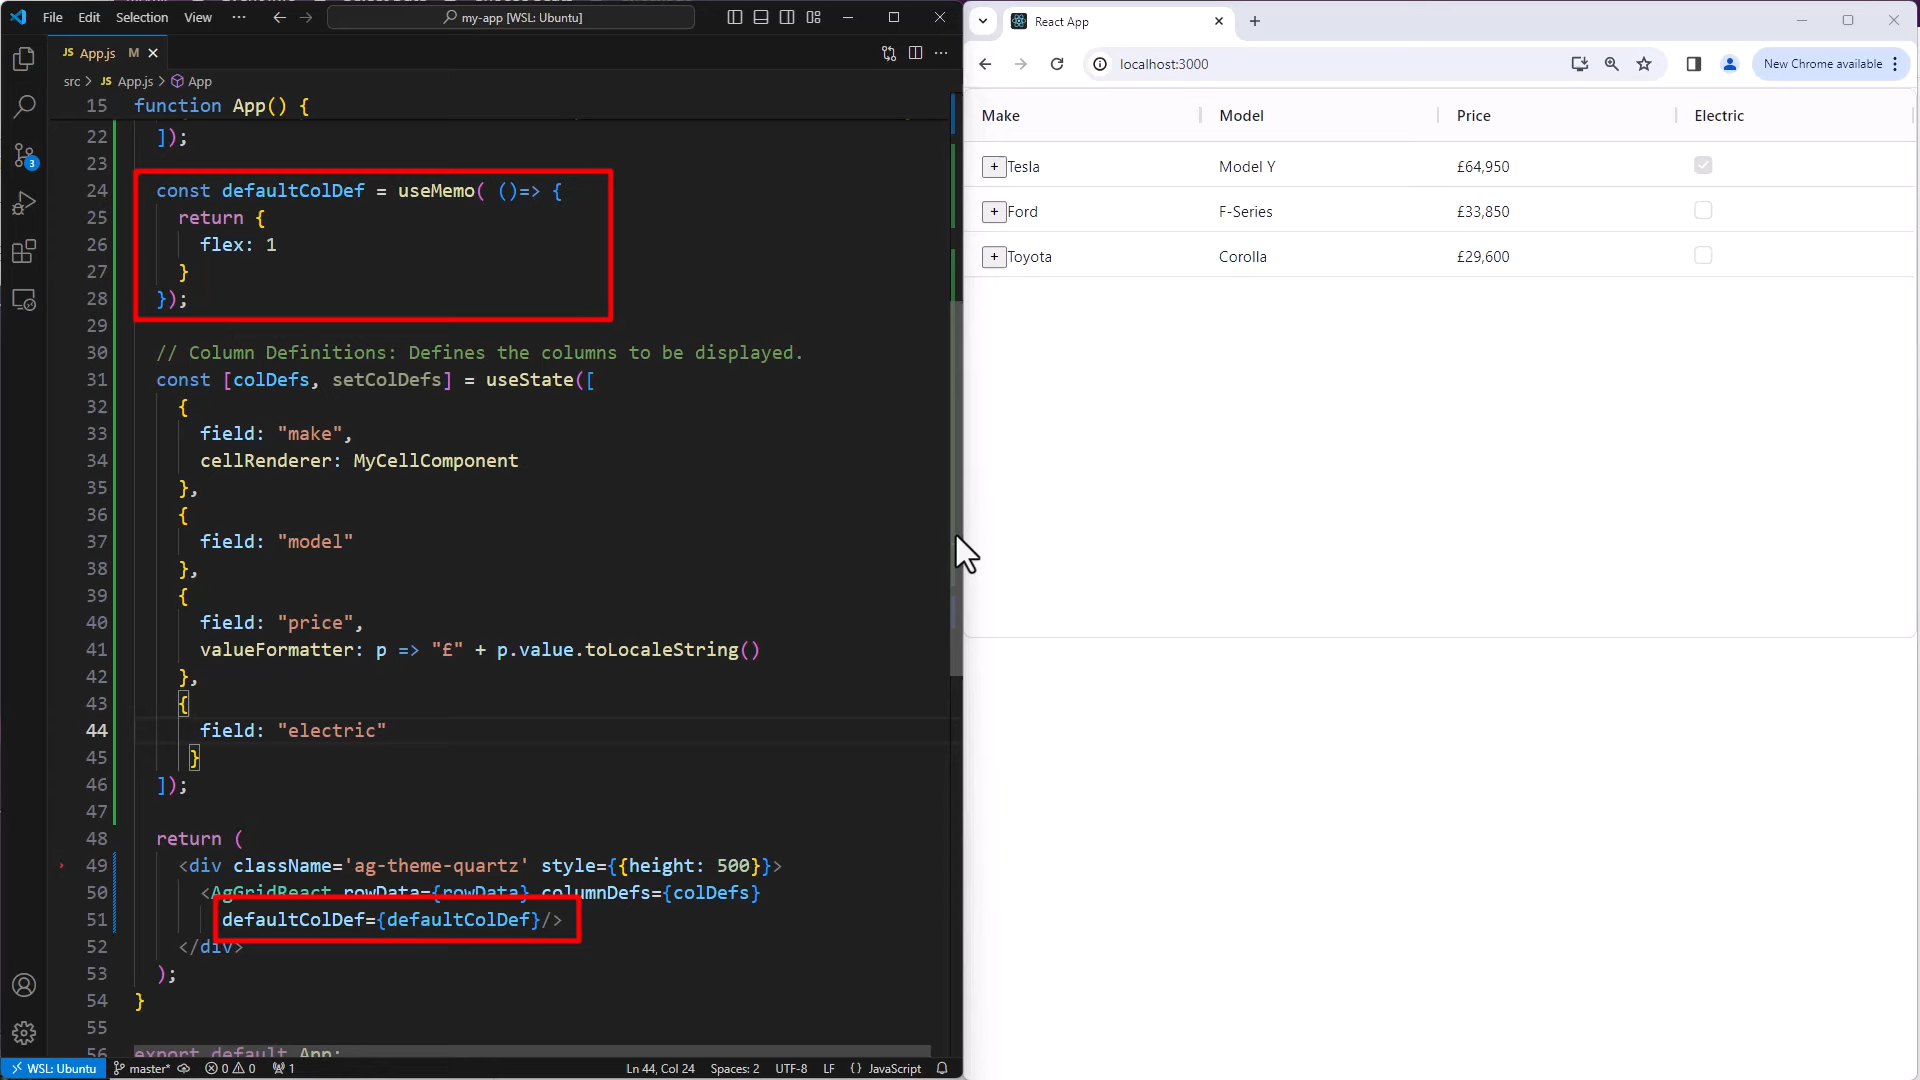 File Edit Selection View ··· my-app [WSL: Ubuntu]
JS App.js M
src > JS App.js > App
15 function App() {
22 ]);
23
24 const defaultColDef = useMemo( ()=> {
25 return {
26 flex: 1
27 }
28 });
29
30 // Column Definitions: Defines the columns to be displayed.
31 const [colDefs, setColDefs] = useState([
32 {
33 field: "make",
34 cellRenderer: MyCellComponent
35 },
36 {
37 field: "model"
38 },
39 {
40 field: "price",
41 valueFormatter: p => "£" + p.value.toLocaleString()
42 },
43 {
44 field: "electric"
45 }
46 ]);
47
48 return (
49 <div className='ag-theme-quartz' style={{height: 500}}>
50 <AgGridReact rowData={rowData} columnDefs={colDefs}
51 defaultColDef={defaultColDef}/>
52 </div>
53 );
54 }
55
56 export default App;
3
WSL: Ubuntu master* 0 0 1 Ln 44, Col 24 Spaces: 2 UTF-8 LF {} JavaScript
React App
localhost:3000 New Chrome available
Make Model Price Electric
+ Tesla Model Y £64,950
+ Ford F-Series £33,850
+ Toyota Corolla £29,600